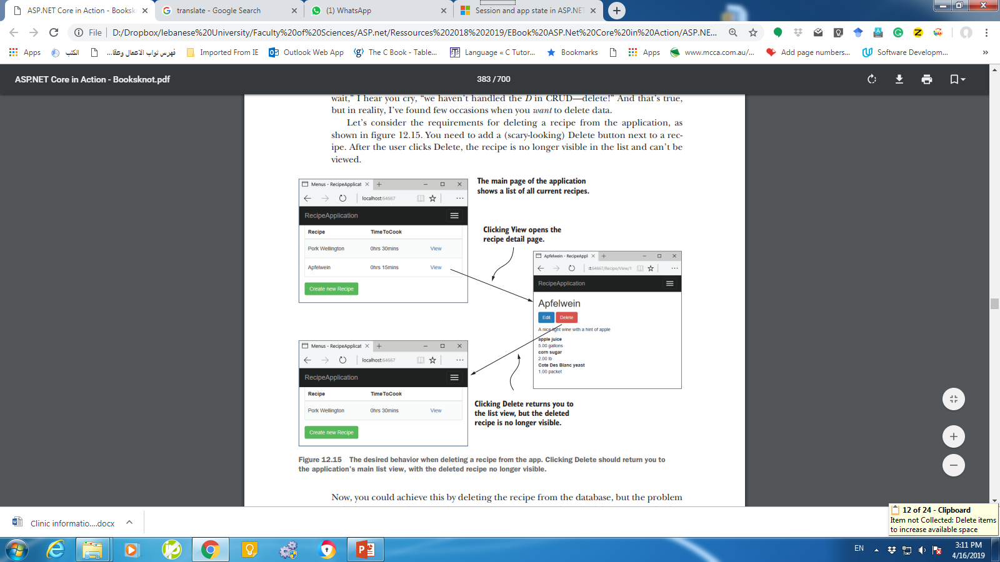 ASP.NET Core in Action - Booksk
translate - Google Search
(1) WhatsApp
Session and app state in ASP.NET
File
D:/Dropbox/lebanese%20University/Faculty%20of%20Sciences/ASP.net/Ressources%202018%202019/EBook%20ASP.Net%20Core%20in%20Action/ASP.NE...
Apps
الكتب
فهرس ثواب الاعمال وعقا...
Imported From IE
Outlook Web App
The C Book - Table...
Language « C Tutor...
Bookmarks
Apps
www.mcca.com.au/...
Add page numbers...
Software Developm...
»
ASP.NET Core in Action - Booksknot.pdf
383 / 700
wait,” I hear you cry, “we haven’t handled the D in CRUD—delete!” And that’s true,
but in reality, I’ve found few occasions when you want to delete data.
Let’s consider the requirements for deleting a recipe from the application, as
shown in figure 12.15. You need to add a (scary-looking) Delete button next to a rec-
ipe. After the user clicks Delete, the recipe is no longer visible in the list and can’t be
viewed.
Menus - RecipeApplicat
localhost:64667
RecipeApplication
Recipe TimeToCook
Pork Wellington 0hrs 30mins View
Apfelwein 0hrs 15mins View
Create new Recipe
The main page of the application
shows a list of all current recipes.
Clicking View opens the
recipe detail page.
Apfelwein - RecipeAppl
t:64667/Recipe/View/1
RecipeApplication
Apfelwein
Edit Delete
A nice light wine with a hint of apple
apple juice
5.00 gallons
corn sugar
2.00 lb
Cote Des Blanc yeast
1.00 packet
Menus - RecipeApplicat
localhost:64667
RecipeApplication
Recipe TimeToCook
Pork Wellington 0hrs 30mins View
Create new Recipe
Clicking Delete returns you to
the list view, but the deleted
recipe is no longer visible.
Figure 12.15 The desired behavior when deleting a recipe from the app. Clicking Delete should return you to
the application’s main list view, with the deleted recipe no longer visible.
Now, you could achieve this by deleting the recipe from the database, but the problem
Clinic informatio....docx
12 of 24 - Clipboard
Item not Collected: Delete items
to increase available space
EN
3:11 PM
4/16/2019